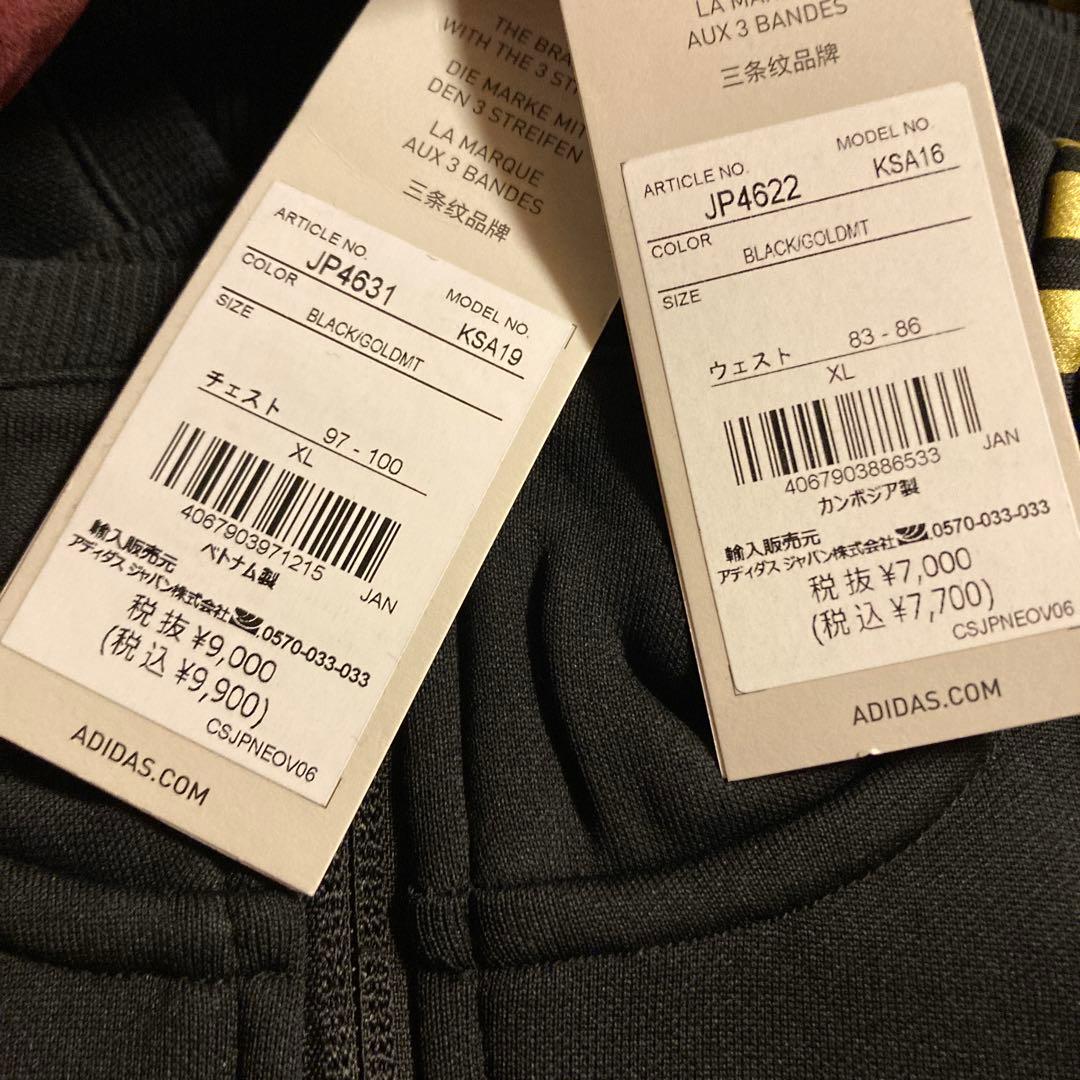 THE BRA
WITH THE 3 ST
DIE MARKE MIT
DEN 3 STREIFEN
LA MARQUE
AUX 3 BANDES
三条纹品牌
ARTICLE NO.
JP4631
MODEL NO.
KSA19
COLOR
BLACK/GOLDMT
SIZE
チェスト 97 - 100
XL
4067903971215
JAN
ベトナム製
輸入販売元
アディダス ジャパン株式会社 0570-033-033
税 抜 ¥9,000
(税 込 ¥9,900)
CSJPNEOV06
ADIDAS.COM
AUX 3 BANDES
三条纹品牌
ARTICLE NO.
JP4622
MODEL NO.
KSA16
COLOR
BLACK/GOLDMT
SIZE
ウェスト 83 - 86
XL
4067903886533
JAN
カンボジア製
輸入販売元
アディダス ジャパン株式会社 0570-033-033
税 抜 ¥7,000
(税 込 ¥7,700)
CSJPNEOV06
ADIDAS.COM